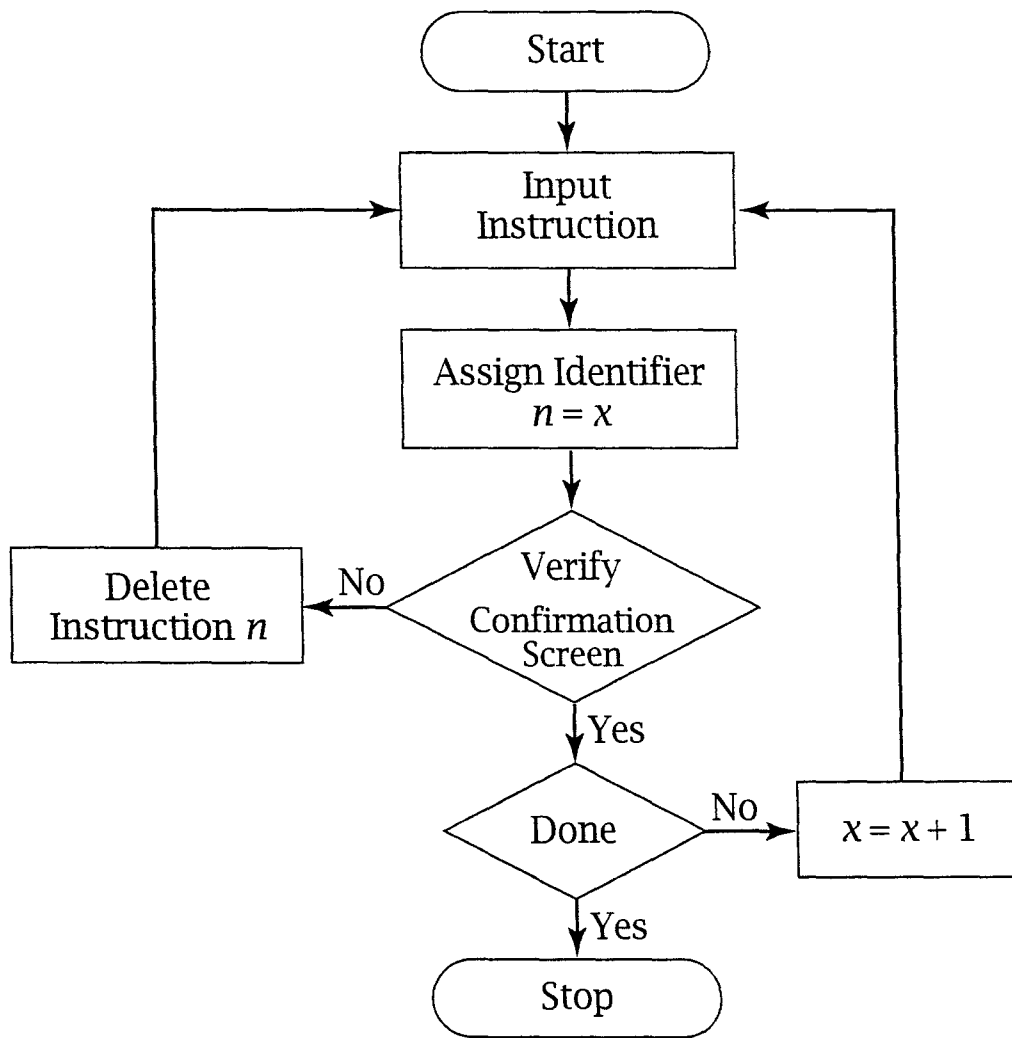 Start
Input
Instruction
Assign Identifier
n = x
Verify
Confirmation
Screen
No
Delete
Instruction n
Yes
Done
No
x = x + 1
Yes
Stop